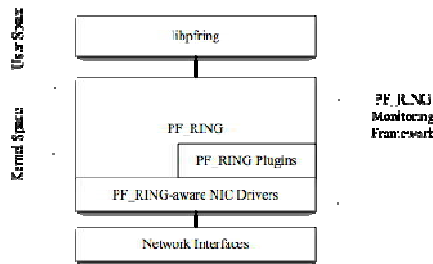 User Space
libpfring
Kernel Space
PF_RING
PF_RING Plugins
PF_RING-aware NIC Drivers
Network Interfaces
PF_RING
Monitoring
Framework